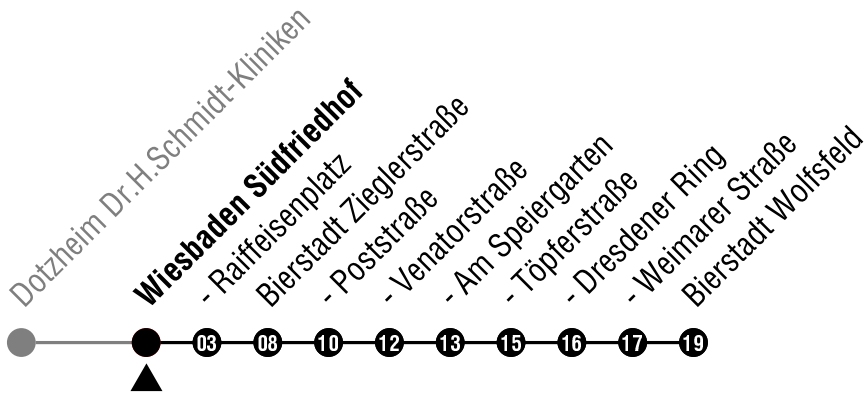 Dotzheim Dr.H.Schmidt-Kliniken
Wiesbaden Südfriedhof
- Raiffeisenplatz
Bierstadt Zieglerstraße
- Poststraße
- Venatorstraße
- Am Speiergarten
- Töpferstraße
- Dresdener Ring
- Weimarer Straße
Bierstadt Wolfsfeld
03 08 10 12 13 15 16 17 19